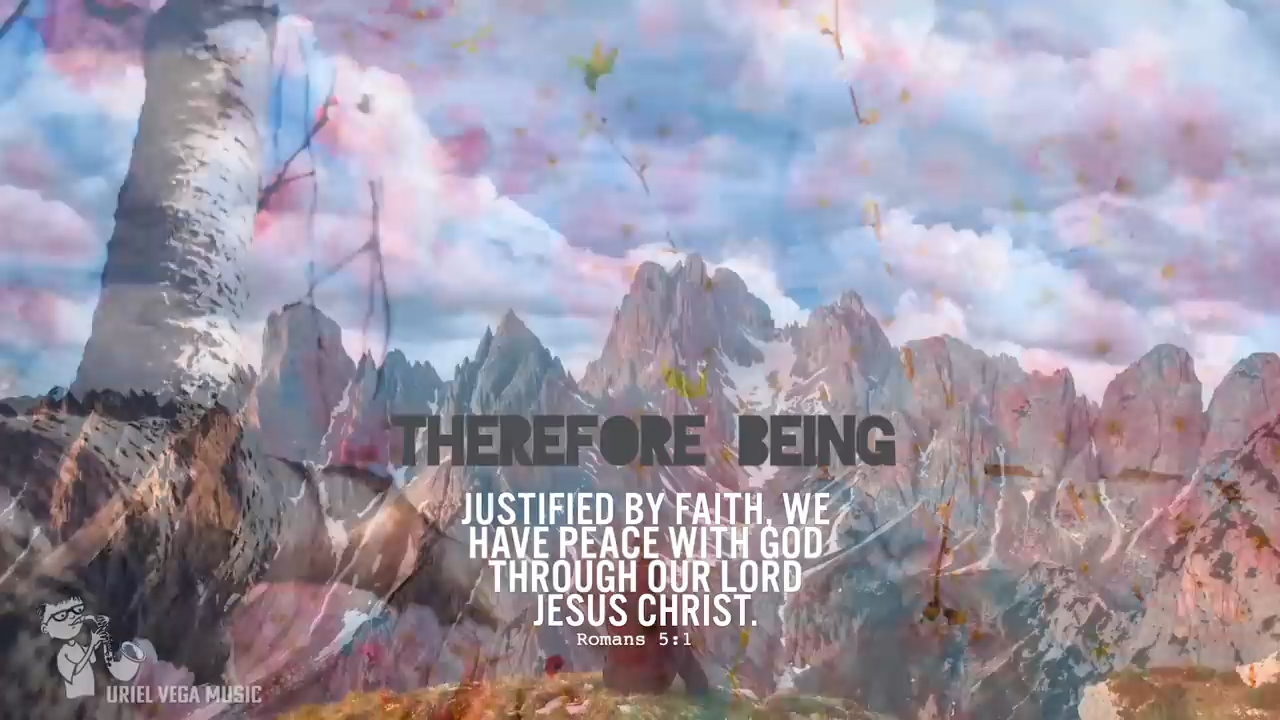 THEREFORE BEING
JUSTIFIED BY FAITH, WE
HAVE PEACE WITH GOD
THROUGH OUR LORD
JESUS CHRIST.
Romans 5:1
URIEL VEGA MUSIC